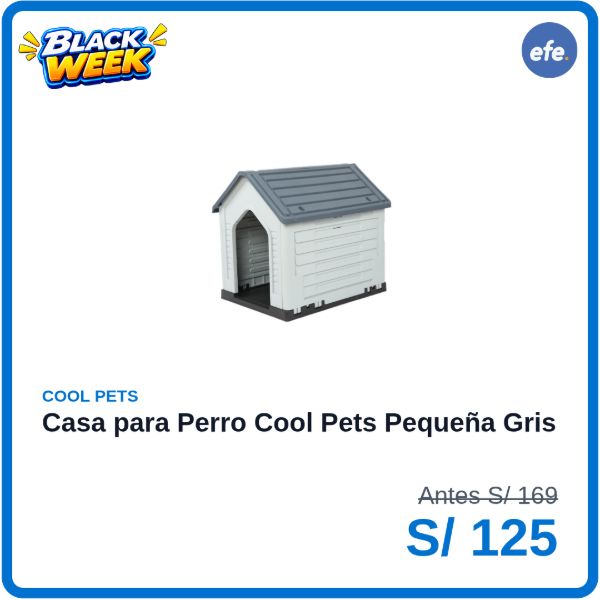 BLACK
WEEK
efe.
COOL PETS
Casa para Perro Cool Pets Pequeña Gris
Antes S/ 169
S/ 125